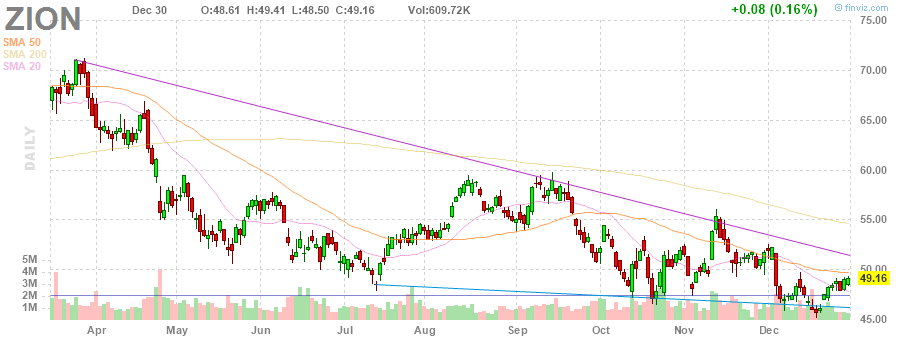 ZION Dec 30 O:48.61 H:49.41 L:48.50 C:49.16 Vol:609.72K +0.08 (0.16%)
© finviz.com
SMA 50
SMA 200
SMA 20
DAILY
75.00
70.00
65.00
60.00
55.00
50.00
49.16
45.00
5M
4M
3M
2M
1M
Apr May Jun Jul Aug Sep Oct Nov Dec